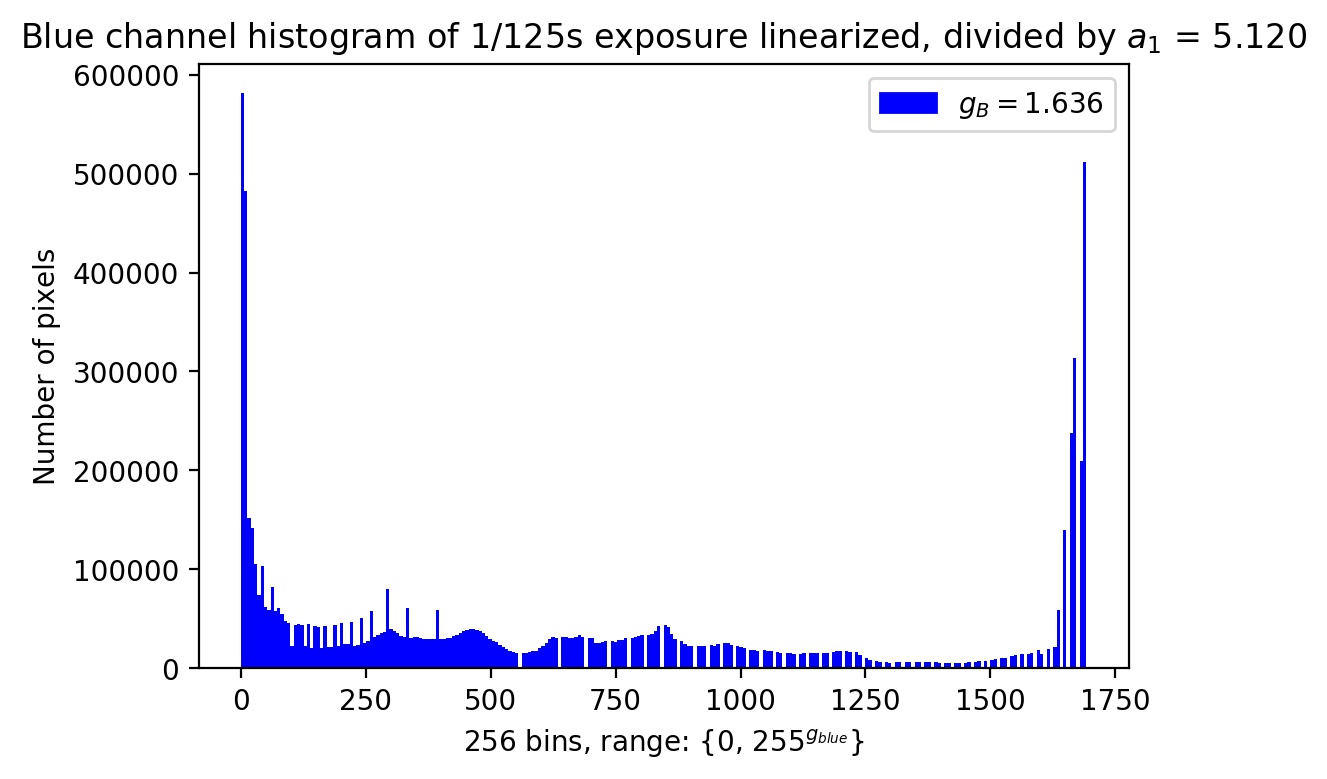 Blue channel histogram of 1/125s exposure linearized, divided by a₁ = 5.120
600000
500000
400000
300000
200000
100000
0
Number of pixels
g_B = 1.636
0 250 500 750 1000 1250 1500 1750
256 bins, range: {0, 255^{g_{blue}}}